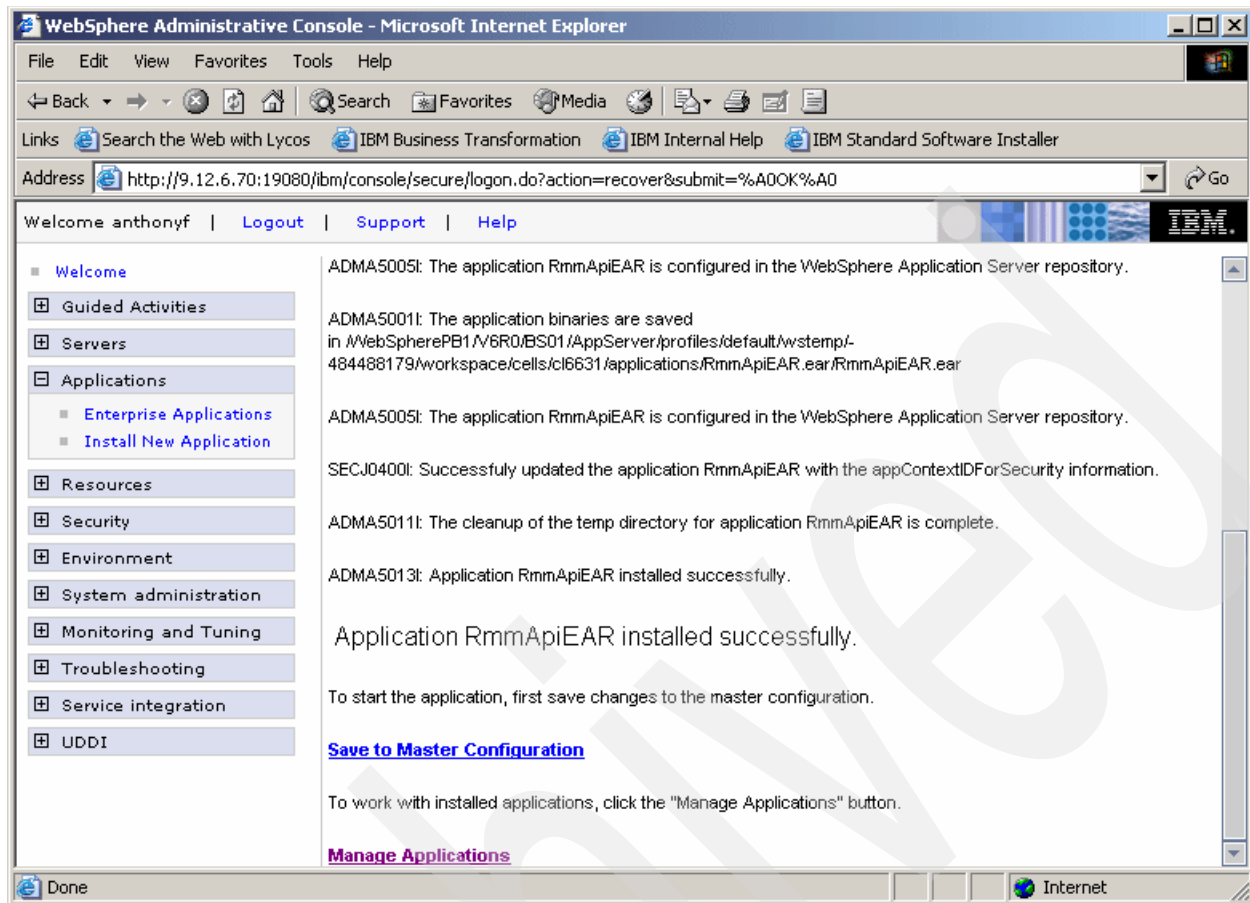 WebSphere Administrative Console - Microsoft Internet Explorer
File Edit View Favorites Tools Help
Back Search Favorites Media
Links Search the Web with Lycos IBM Business Transformation IBM Internal Help IBM Standard Software Installer
Address http://9.12.6.70:19080/ibm/console/secure/logon.do?action=recover&submit=%A0OK%A0 Go
Welcome anthonyf | Logout | Support | Help IBM.
Welcome
Guided Activities
Servers
Applications
Enterprise Applications
Install New Application
Resources
Security
Environment
System administration
Monitoring and Tuning
Troubleshooting
Service integration
UDDI
ADMA5005I: The application RmmApiEAR is configured in the WebSphere Application Server repository.
ADMA5001I: The application binaries are saved
in /WebSpherePB1/V6R0/BS01/AppServer/profiles/default/wstemp/-
484488179/workspace/cells/cl6631/applications/RmmApiEAR.ear/RmmApiEAR.ear
ADMA5005I: The application RmmApiEAR is configured in the WebSphere Application Server repository.
SECJ0400I: Successfuly updated the application RmmApiEAR with the appContextIDForSecurity information.
ADMA5011I: The cleanup of the temp directory for application RmmApiEAR is complete.
ADMA5013I: Application RmmApiEAR installed successfully.
Application RmmApiEAR installed successfully.
To start the application, first save changes to the master configuration.
Save to Master Configuration
To work with installed applications, click the "Manage Applications" button.
Manage Applications
Done Internet